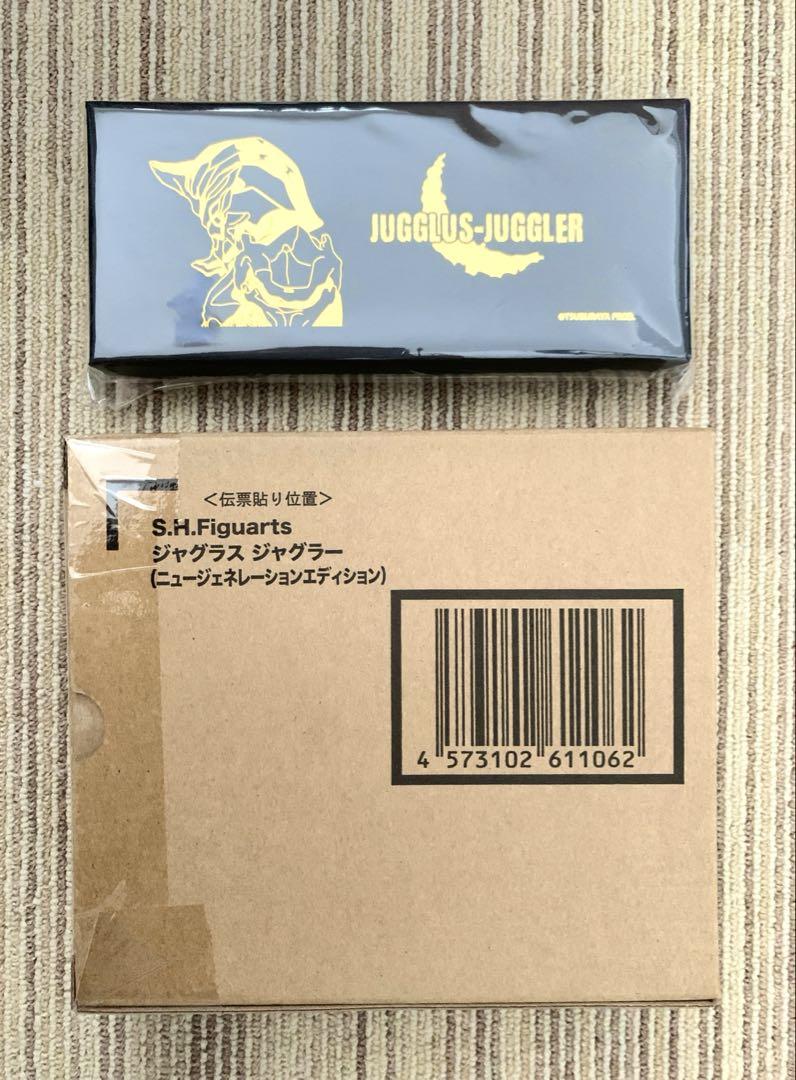 JUGGLUS-JUGGLER
©TSUBURAYA PROD.
＜伝票貼り位置＞
S.H.Figuarts
ジャグラス ジャグラー
(ニュージェネレーションエディション)
4 573102 611062